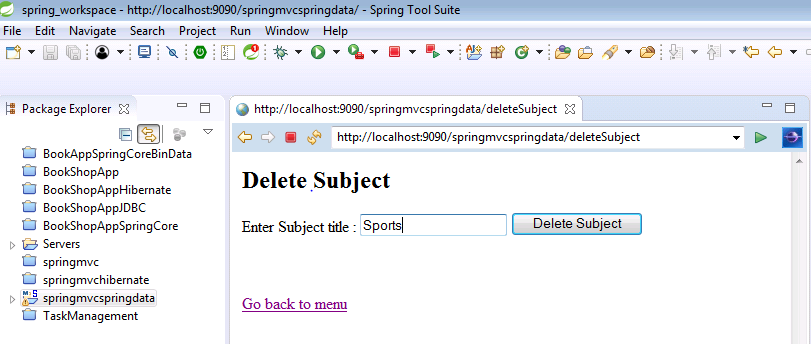 spring_workspace - http://localhost:9090/springmvcspringdata/ - Spring Tool Suite
File Edit Navigate Search Project Run Window Help
Package Explorer
BookAppSpringCoreBinData
BookShopApp
BookShopAppHibernate
BookShopAppJDBC
BookShopAppSpringCore
Servers
springmvc
springmvchibernate
springmvcspringdata
TaskManagement
http://localhost:9090/springmvcspringdata/deleteSubject
http://localhost:9090/springmvcspringdata/deleteSubject
Delete Subject
Enter Subject title : Sports Delete Subject
Go back to menu